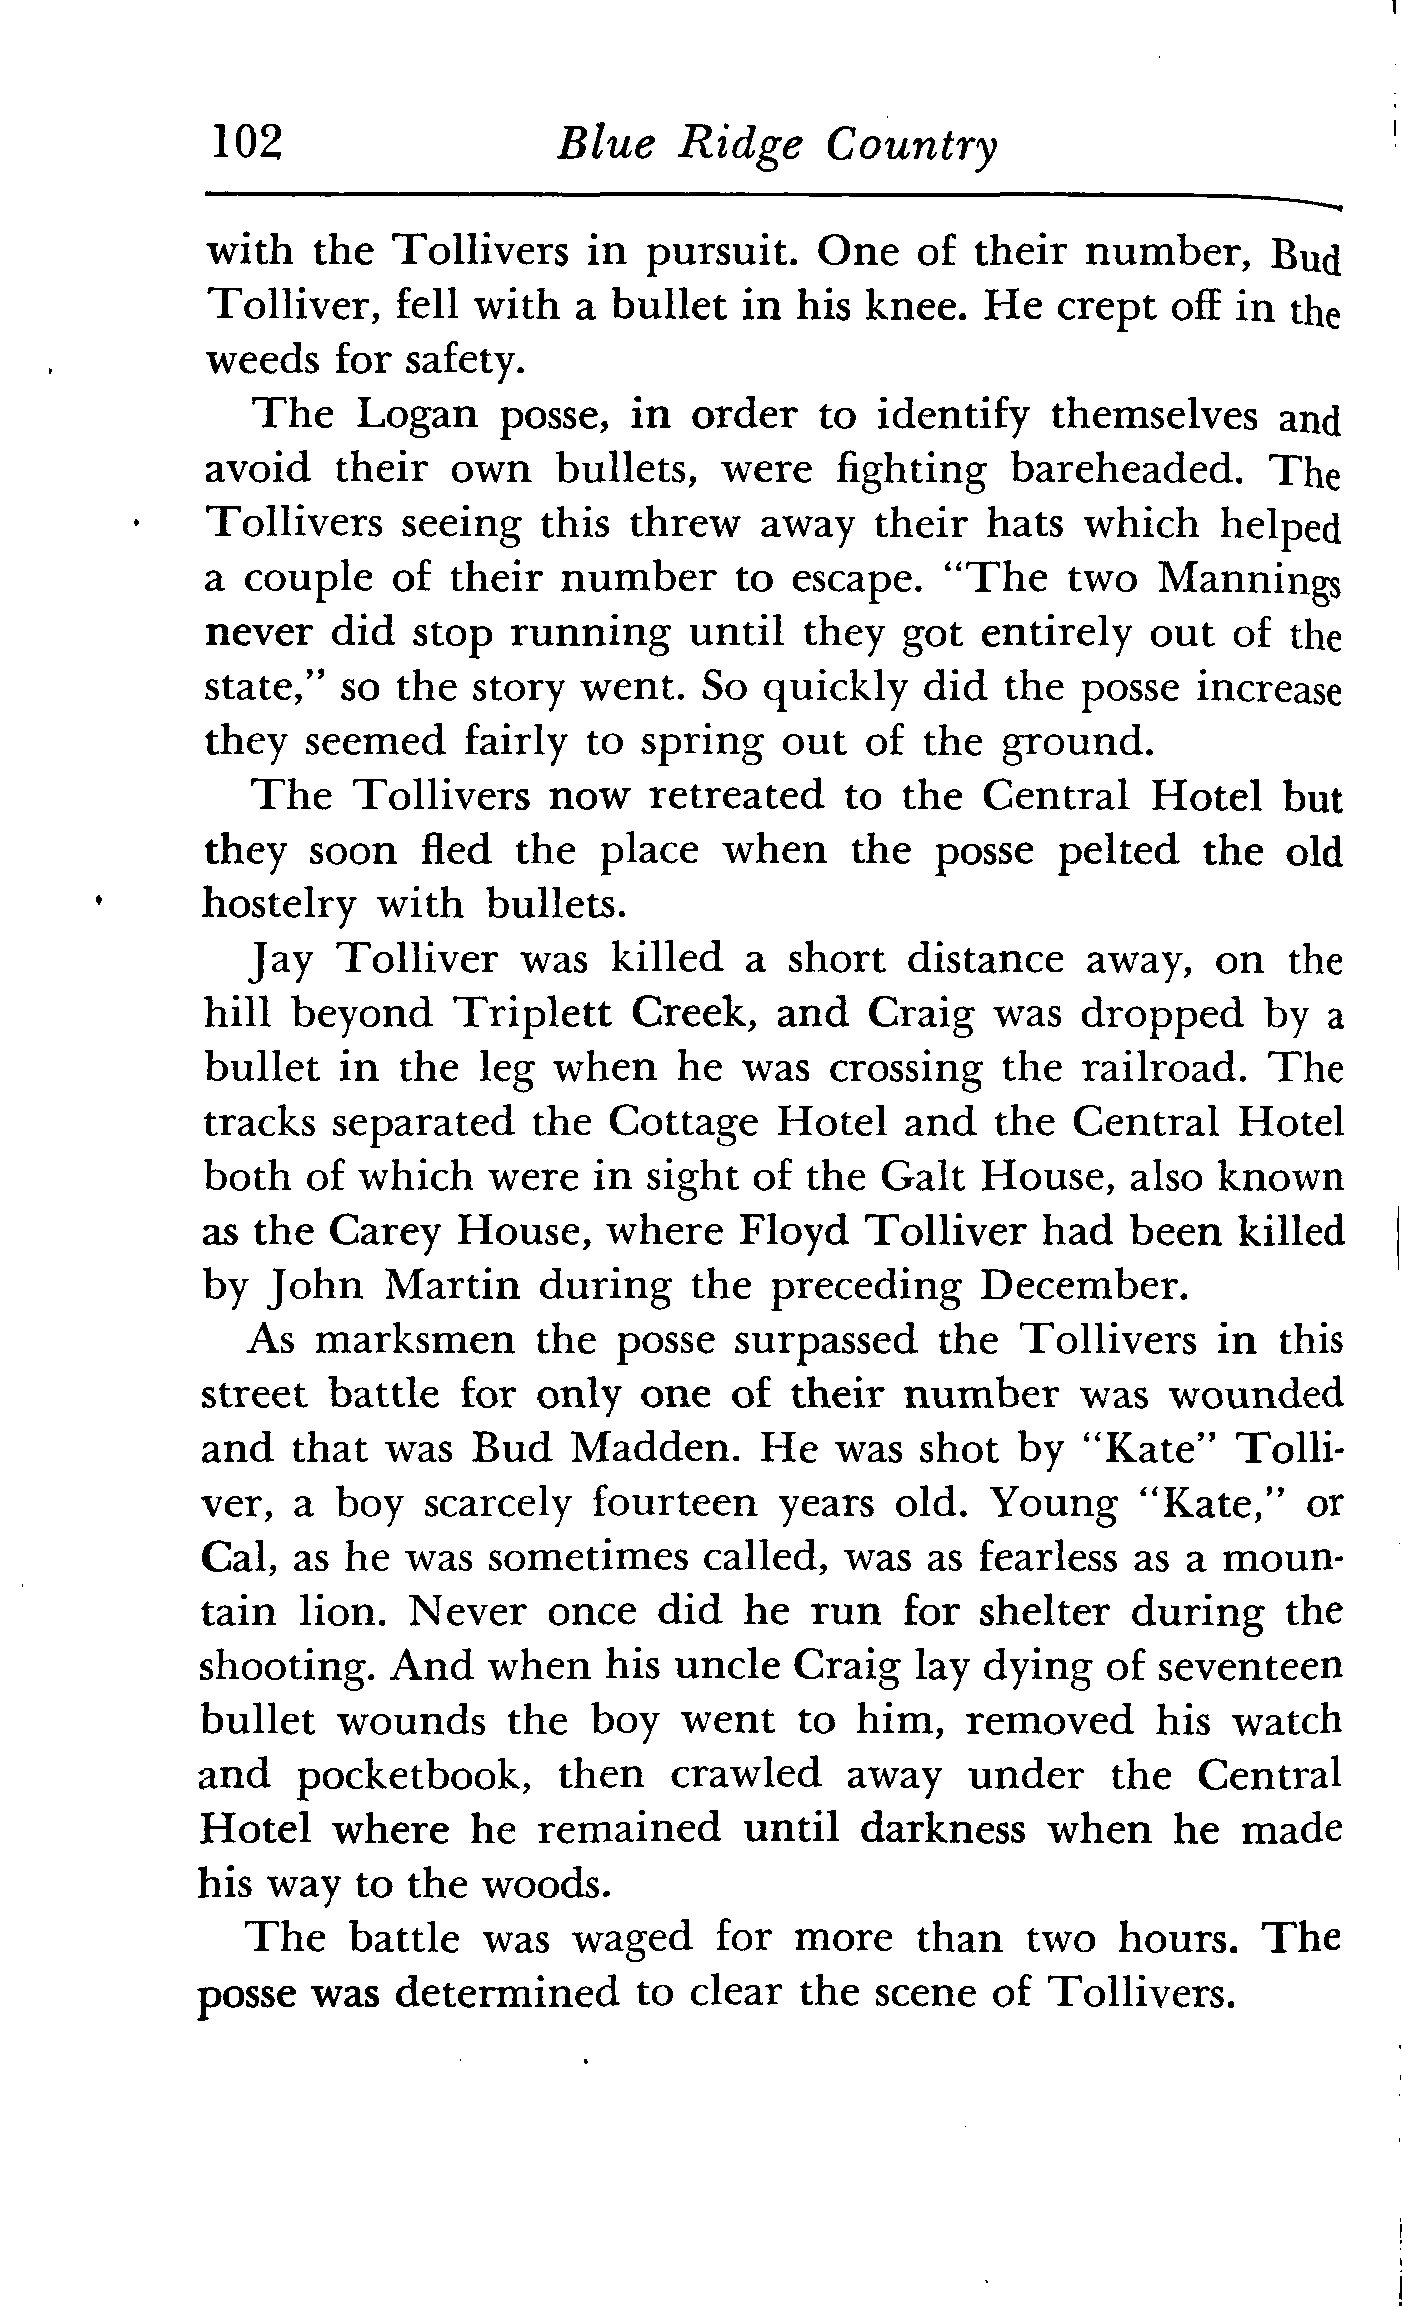 102 Blue Ridge Country
with the Tollivers in pursuit. One of their number, Bud
Tolliver, fell with a bullet in his knee. He crept off in the
weeds for safety.
The Logan posse, in order to identify themselves and
avoid their own bullets, were fighting bareheaded. The
Tollivers seeing this threw away their hats which helped
a couple of their number to escape. “The two Mannings
never did stop running until they got entirely out of the
state,” so the story went. So quickly did the posse increase
they seemed fairly to spring out of the ground.
The Tollivers now retreated to the Central Hotel but
they soon fled the place when the posse pelted the old
hostelry with bullets.
Jay Tolliver was killed a short distance away, on the
hill beyond Triplett Creek, and Craig was dropped by a
bullet in the leg when he was crossing the railroad. The
tracks separated the Cottage Hotel and the Central Hotel
both of which were in sight of the Galt House, also known
as the Carey House, where Floyd Tolliver had been killed
by John Martin during the preceding December.
As marksmen the posse surpassed the Tollivers in this
street battle for only one of their number was wounded
and that was Bud Madden. He was shot by “Kate” Tolli-
ver, a boy scarcely fourteen years old. Young “Kate,” or
Cal, as he was sometimes called, was as fearless as a moun-
tain lion. Never once did he run for shelter during the
shooting. And when his uncle Craig lay dying of seventeen
bullet wounds the boy went to him, removed his watch
and pocketbook, then crawled away under the Central
Hotel where he remained until darkness when he made
his way to the woods.
The battle was waged for more than two hours. The
posse was determined to clear the scene of Tollivers.